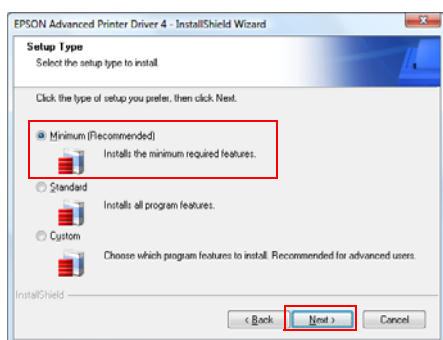 EPSON Advanced Printer Driver 4 - InstallShield Wizard
Setup Type
Select the setup type to install.
Click the type of setup you prefer, then click Next.
Minimum (Recommended)
Installs the minimum required features.
Standard
Installs all program features.
Custom
Choose which program features to install. Recommended for advanced users.
InstallShield
< Back
Next >
Cancel